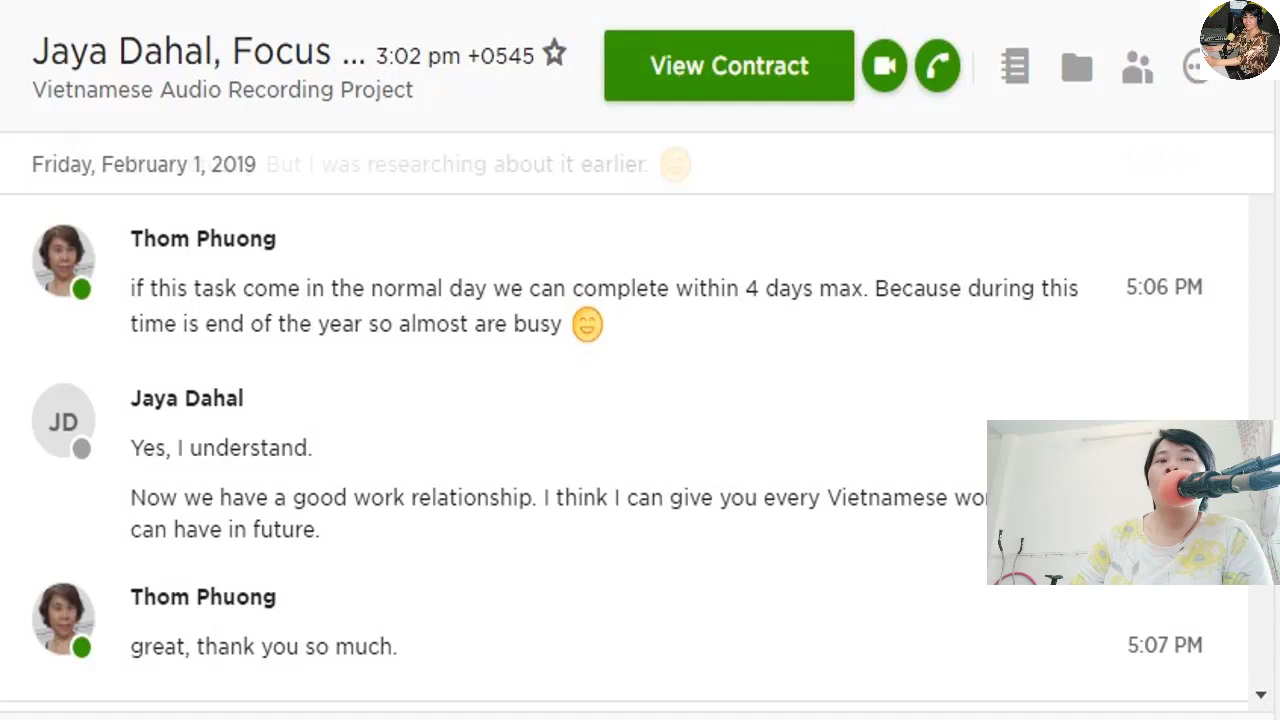 Jaya Dahal, Focus ... 3:02 pm +0545
View Contract
Vietnamese Audio Recording Project
Friday, February 1, 2019 But I was researching about it earlier.
Thom Phuong
if this task come in the normal day we can complete within 4 days max. Because during this 5:06 PM
time is end of the year so almost are busy
Jaya Dahal
JD
Yes, I understand.
Now we have a good work relationship. I think I can give you every Vietnamese
can have in future.
Thom Phuong
great, thank you so much. 5:07 PM